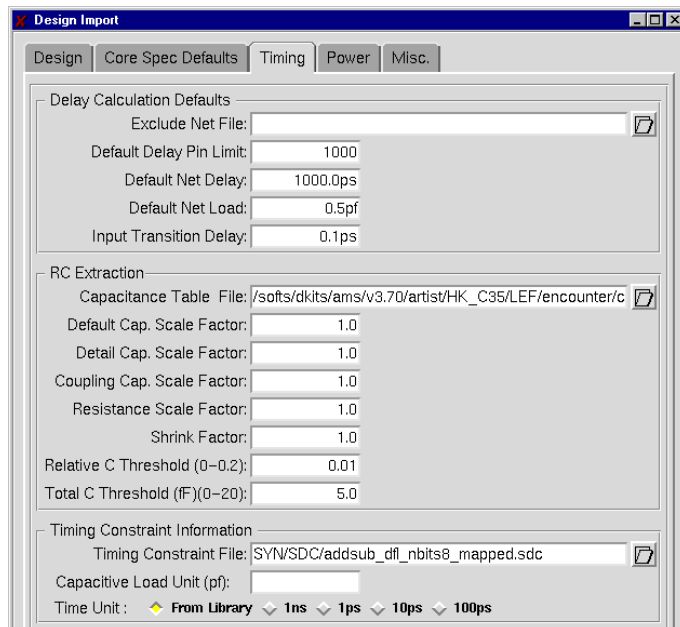 Design Import
Design Core Spec Defaults Timing Power Misc.
Delay Calculation Defaults
Exclude Net File:
Default Delay Pin Limit: 1000
Default Net Delay: 1000.0ps
Default Net Load: 0.5pf
Input Transition Delay: 0.1ps
RC Extraction
Capacitance Table File: /softs/dkits/ams/v3.70/artist/HK_C35/LEF/encounter/c
Default Cap. Scale Factor: 1.0
Detail Cap. Scale Factor: 1.0
Coupling Cap. Scale Factor: 1.0
Resistance Scale Factor: 1.0
Shrink Factor: 1.0
Relative C Threshold (0-0.2): 0.01
Total C Threshold (fF)(0-20): 5.0
Timing Constraint Information
Timing Constraint File: SYN/SDC/addsub_dfl_nbits8_mapped.sdc
Capacitive Load Unit (pf):
Time Unit : From Library 1ns 1ps 10ps 100ps